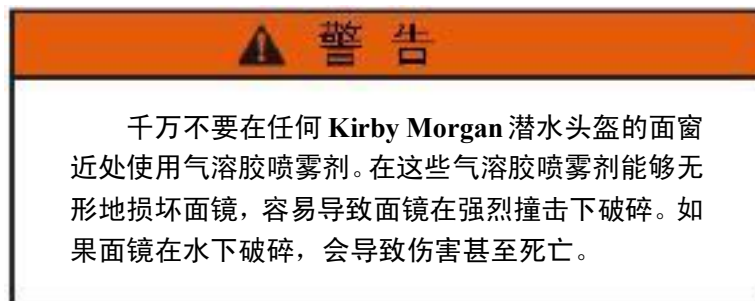 警告
千万不要在任何 Kirby Morgan 潜水头盔的面窗
近处使用气溶胶喷雾剂。在这些气溶胶喷雾剂能够无
形地损坏面镜，容易导致面镜在强烈撞击下破碎。如
果面镜在水下破碎，会导致伤害甚至死亡。